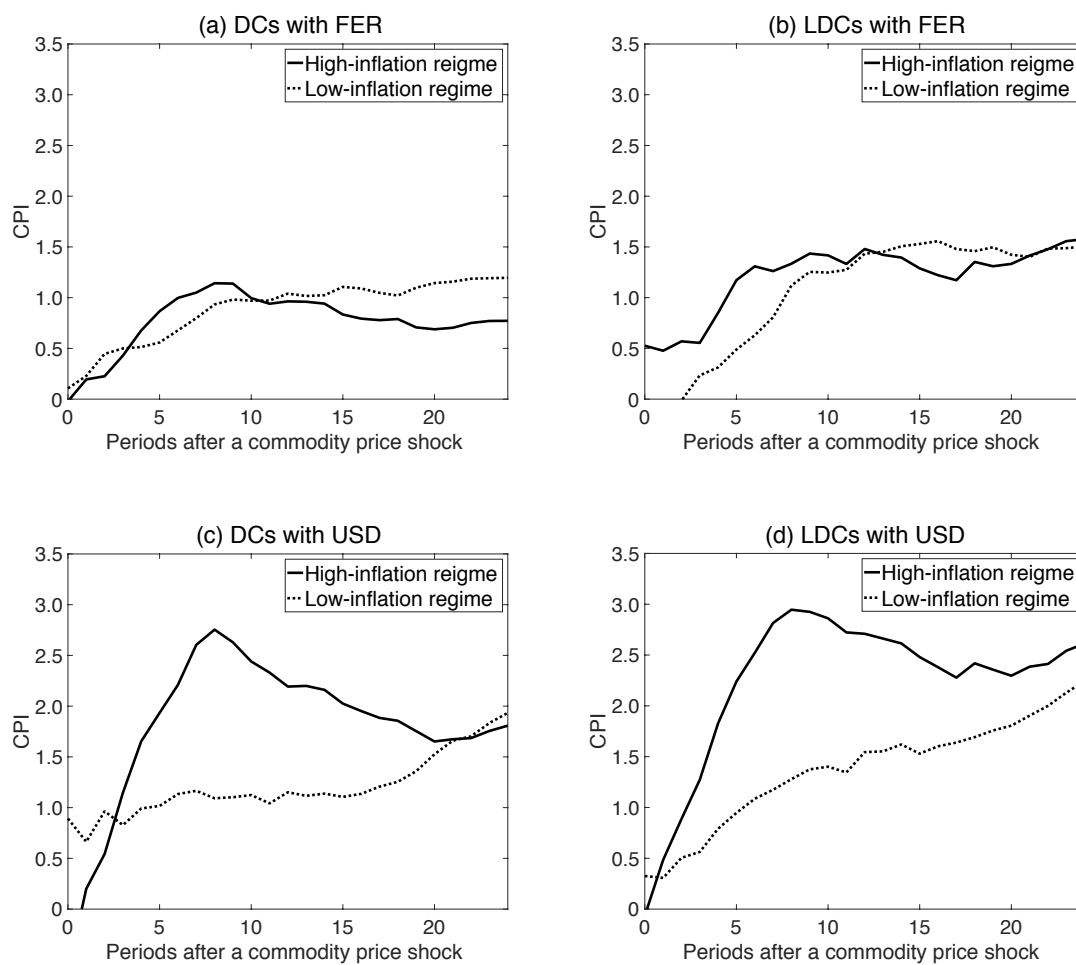 (a) DCs with FER
3.5
3.0
2.5
2.0
1.5
1.0
0.5
0
CPI
High-inflation reigme
Low-inflation regime
0 5 10 15 20
Periods after a commodity price shock
(b) LDCs with FER
3.5
3.0
2.5
2.0
1.5
1.0
0.5
0
CPI
High-inflation reigme
Low-inflation regime
0 5 10 15 20
Periods after a commodity price shock
(c) DCs with USD
3.5
3.0
2.5
2.0
1.5
1.0
0.5
0
CPI
High-inflation reigme
Low-inflation regime
0 5 10 15 20
Periods after a commodity price shock
(d) LDCs with USD
3.5
3.0
2.5
2.0
1.5
1.0
0.5
0
CPI
High-inflation reigme
Low-inflation regime
0 5 10 15 20
Periods after a commodity price shock